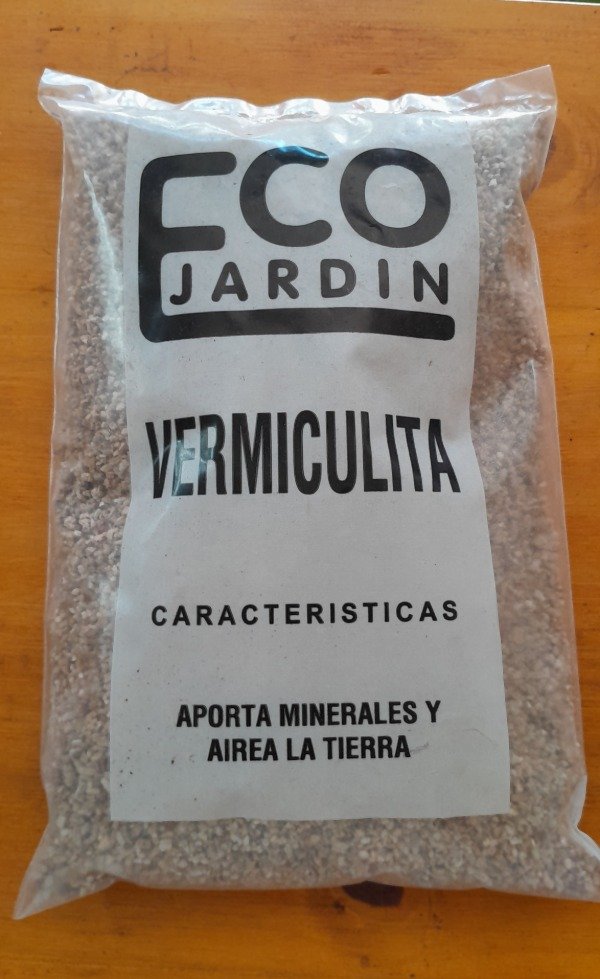 ECO
JARDIN
VERMICULITA
CARACTERISTICAS
APORTA MINERALES Y
AIREA LA TIERRA